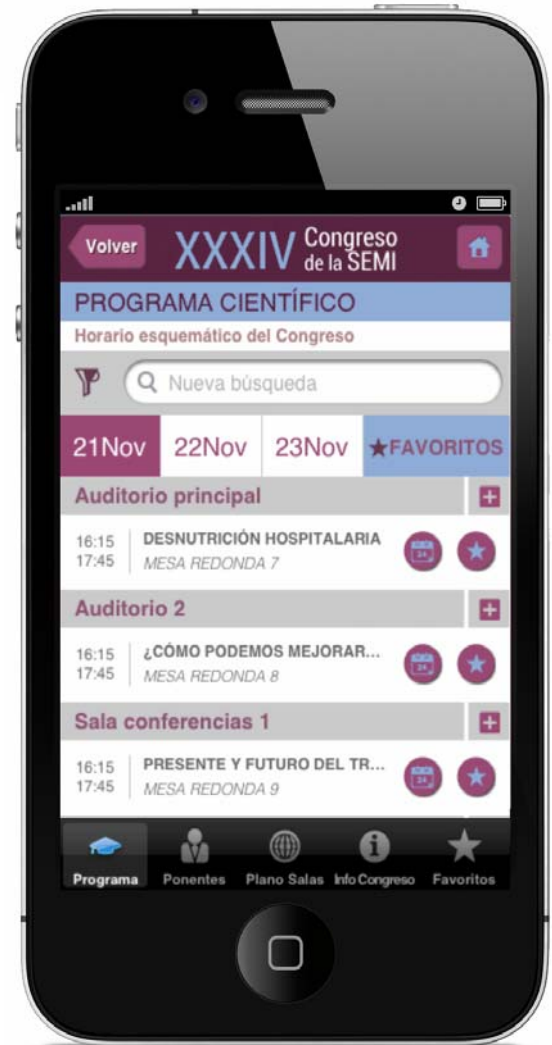 Volver
XXXIV Congreso
de la SEMI
PROGRAMA CIENTÍFICO
Horario esquemático del Congreso
Nueva búsqueda
21Nov 22Nov 23Nov ★FAVORITOS
Auditorio principal
16:15 DESNUTRICIÓN HOSPITALARIA
17:45 MESA REDONDA 7
Auditorio 2
16:15 ¿CÓMO PODEMOS MEJORAR...
17:45 MESA REDONDA 8
Sala conferencias 1
16:15 PRESENTE Y FUTURO DEL TR...
17:45 MESA REDONDA 9
Programa Ponentes Plano Salas Info Congreso Favoritos